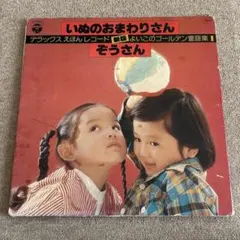 いぬのおまわりさん
デラックスえほんレコード よいこのゴールデン童謡集
ぞうさん